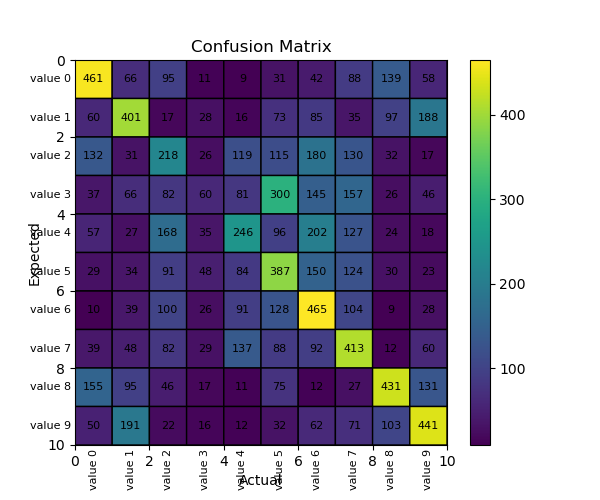 Confusion Matrix
0
value 0 461 66 95 11 9 31 42 88 139 58
value 1 60 401 17 28 16 73 85 35 97 188
2
value 2 132 31 218 26 119 115 180 130 32 17
value 3 37 66 82 60 81 300 145 157 26 46
4
value 4 57 27 168 35 246 96 202 127 24 18
Expected
value 5 29 34 91 48 84 387 150 124 30 23
6
value 6 10 39 100 26 91 128 465 104 9 28
value 7 39 48 82 29 137 88 92 413 12 60
8
value 8 155 95 46 17 11 75 12 27 431 131
value 9 50 191 22 16 12 32 62 71 103 441
10
0 2 4 6 8 10
value 0 value 1 value 2 value 3 value 4 value 5 value 6 value 7 value 8 value 9
Actual
400
300
200
100